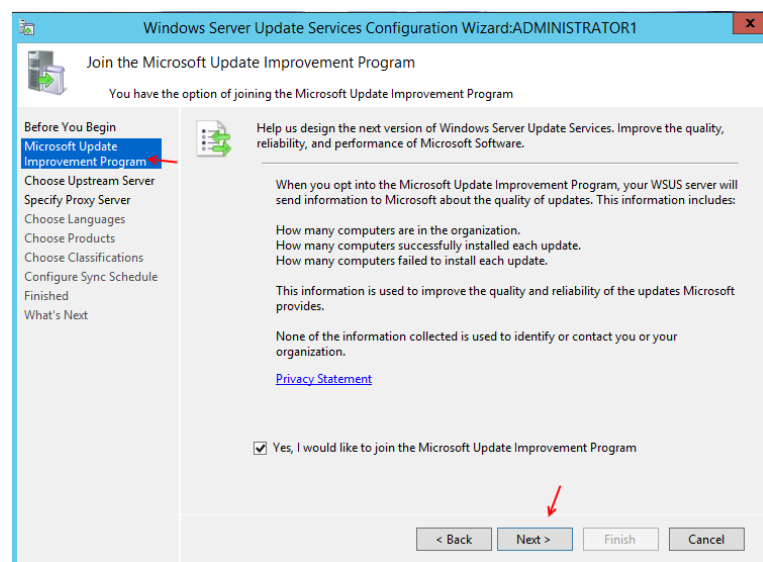 Windows Server Update Services Configuration Wizard:ADMINISTRATOR1
x
Join the Microsoft Update Improvement Program
You have the option of joining the Microsoft Update Improvement Program
Before You Begin
Microsoft Update
Improvement Program
Choose Upstream Server
Specify Proxy Server
Choose Languages
Choose Products
Choose Classifications
Configure Sync Schedule
Finished
What's Next
Help us design the next version of Windows Server Update Services. Improve the quality,
reliability, and performance of Microsoft Software.
When you opt into the Microsoft Update Improvement Program, your WSUS server will
send information to Microsoft about the quality of updates. This information includes:
How many computers are in the organization.
How many computers successfully installed each update.
How many computers failed to install each update.
This information is used to improve the quality and reliability of the updates Microsoft
provides.
None of the information collected is used to identify or contact you or your
organization.
Privacy Statement
Yes, I would like to join the Microsoft Update Improvement Program
< Back Next > Finish Cancel